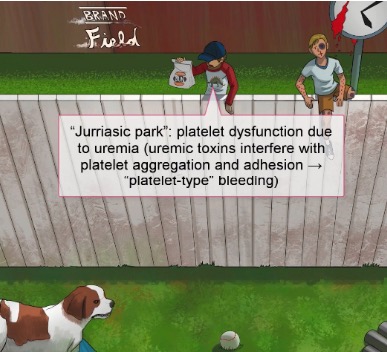 BRAND
Field
"Jurriasic park": platelet dysfunction due
to uremia (uremic toxins interfere with
platelet aggregation and adhesion →
"platelet-type" bleeding)